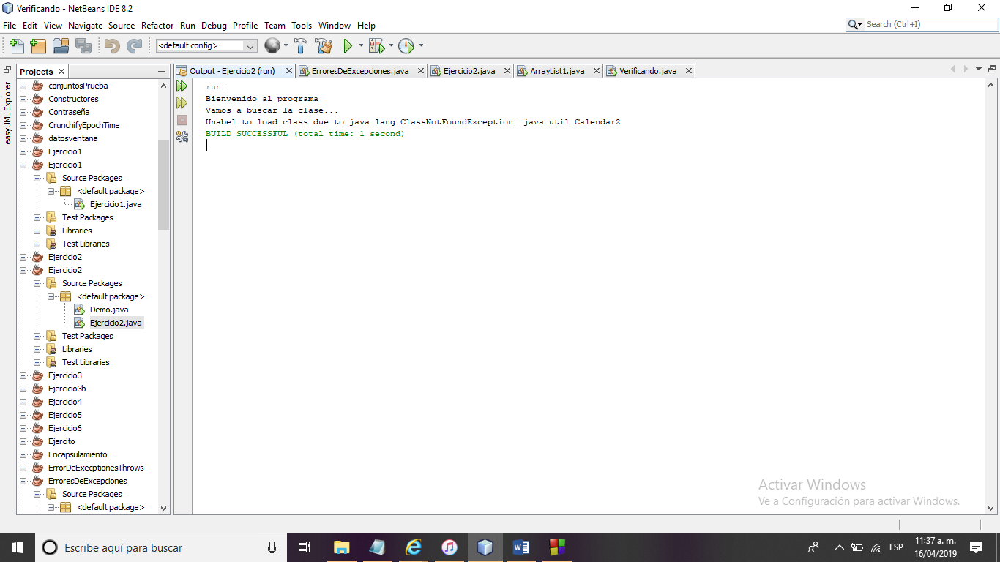 Verificando - NetBeans IDE 8.2
File Edit View Navigate Source Refactor Run Debug Profile Team Tools Window Help
Search (Ctrl+I)
<default config>
easyUML Explorer
Projects
conjuntosPrueba
Constructores
Contraseña
CrunchifyEpochTime
datosventana
Ejercicio1
Ejercicio1
Source Packages
<default package>
Ejercicio1.java
Test Packages
Libraries
Test Libraries
Ejercicio2
Ejercicio2
Source Packages
<default package>
Demo.java
Ejercicio2.java
Test Packages
Libraries
Test Libraries
Ejercicio3
Ejercicio3b
Ejercicio4
Ejercicio5
Ejercicio6
Ejercito
Encapsulamiento
ErrorDeExecptionesThrows
ErroresDeExcepciones
Source Packages
<default package>
Output - Ejercicio2 (run) ErroresDeExcepciones.java Ejercicio2.java ArrayList1.java Verificando.java
run:
Bienvenido al programa
Vamos a buscar la clase...
Unabel to load class due to java.lang.ClassNotFoundException: java.util.Calendar2
BUILD SUCCESSFUL (total time: 1 second)
Activar Windows
Ve a Configuración para activar Windows.
Escribe aquí para buscar
ESP
11:37 a. m.
16/04/2019